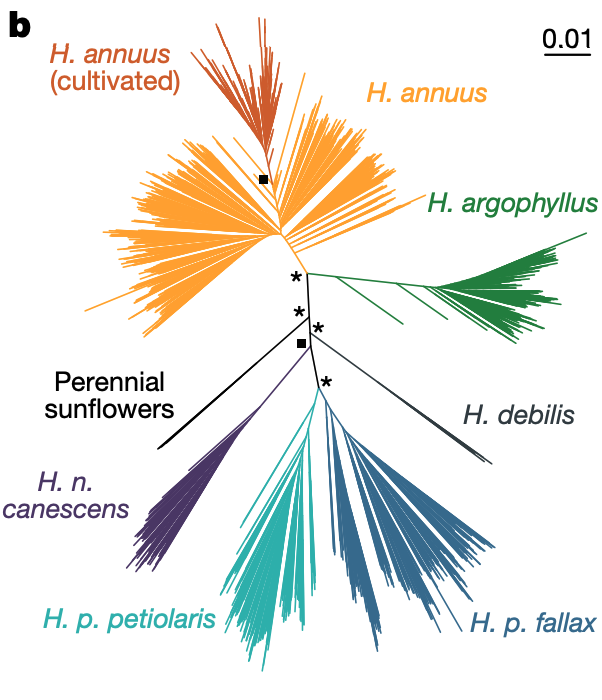 b
H. annuus
(cultivated)
0.01
H. annuus
H. argophyllus
*
*
*
Perennial
sunflowers
*
H. debilis
H. n.
canescens
H. p. petiolaris
H. p. fallax